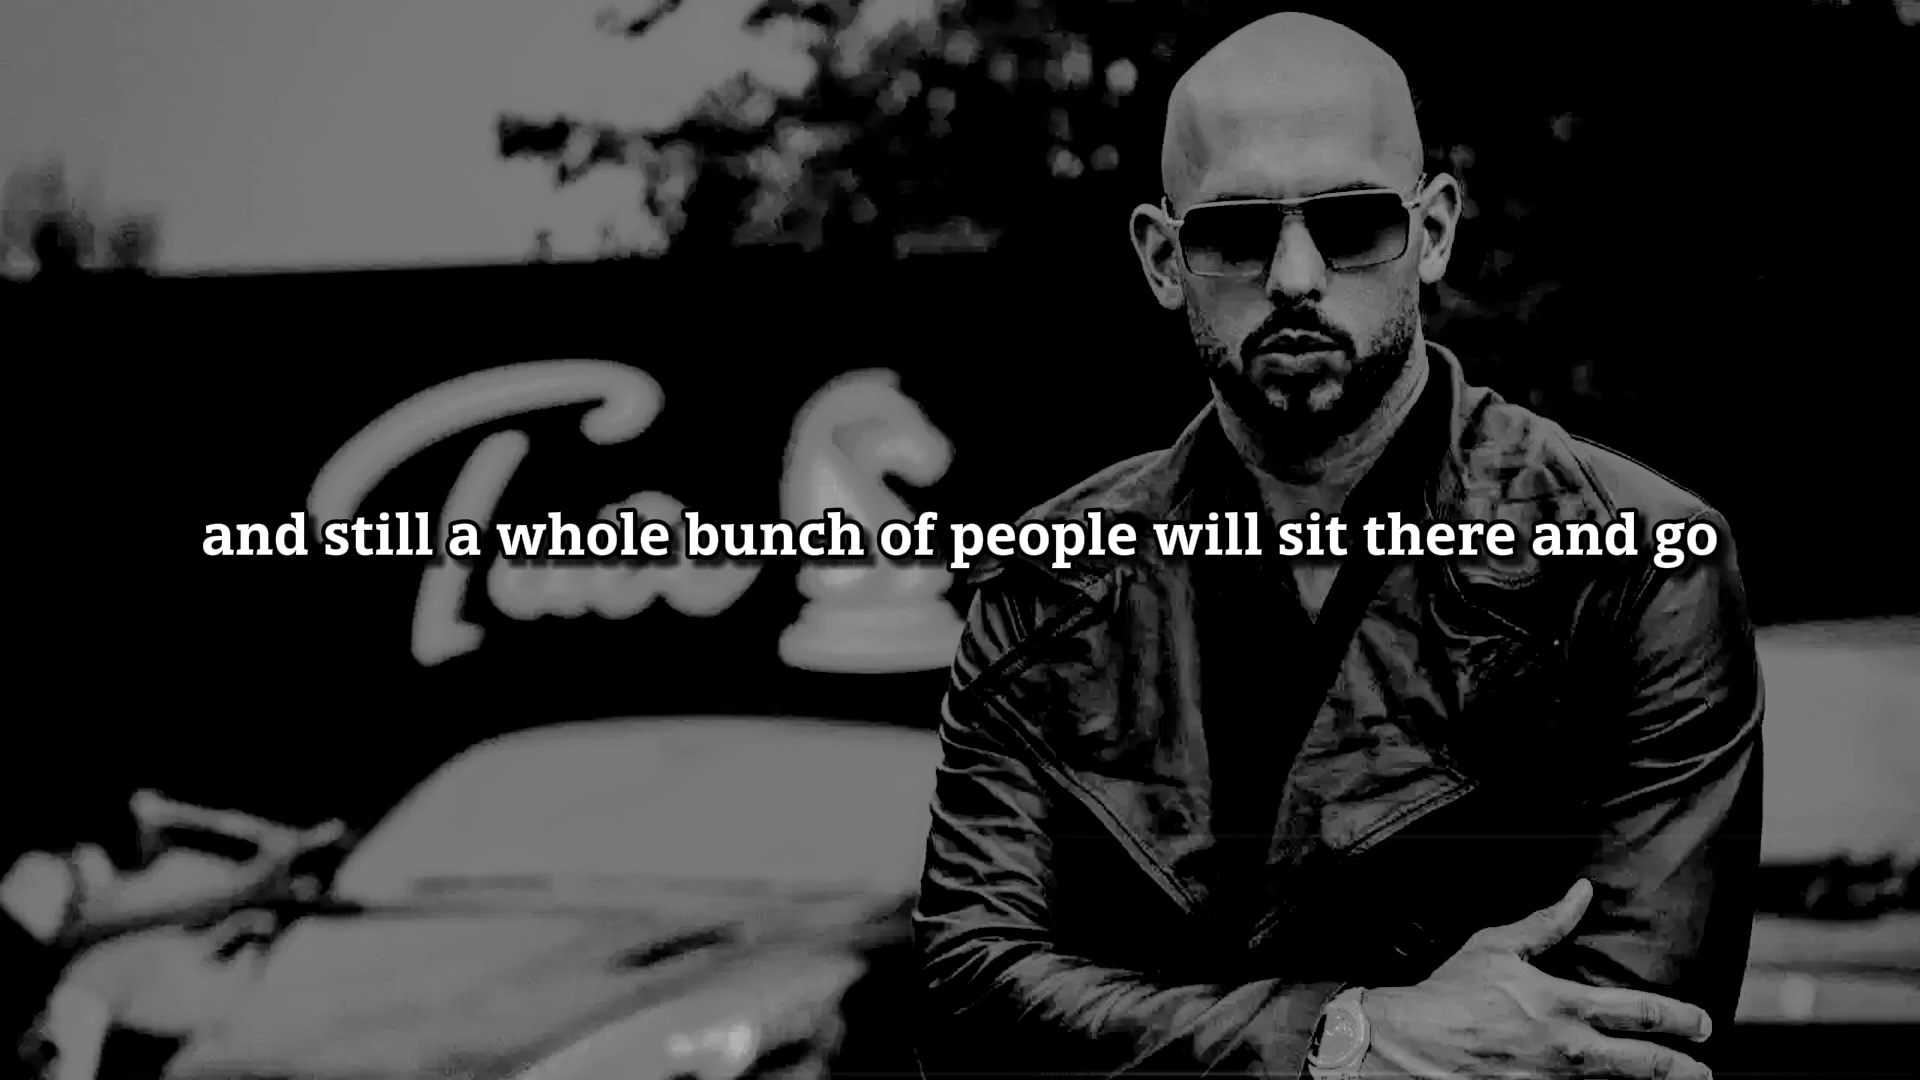 and still a whole bunch of people will sit there and go